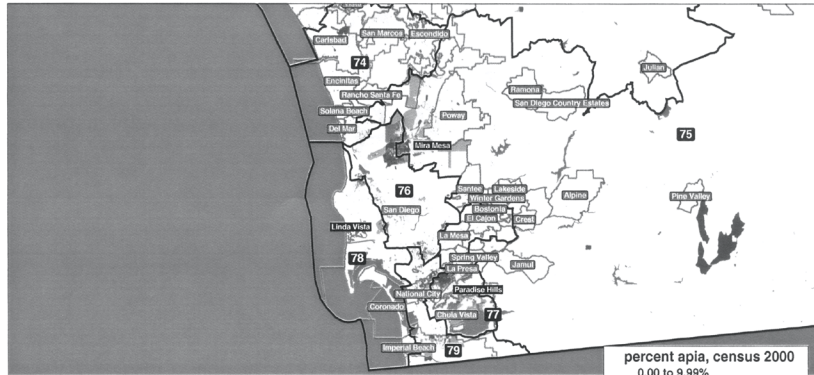 Carlsbad
San Marcos
Escondido
74
Encinitas
Rancho Santa Fe
Solana Beach
Del Mar
Poway
Ramona
San Diego Country Estates
Julian
75
Mira Mesa
76
San Diego
Santee
Lakeside
Winter Gardens
Bostonia
El Cajon
Crest
Alpine
Pine Valley
Linda Vista
La Mesa
78
Spring Valley
La Presa
Jamul
National City
Paradise Hills
Coronado
Chula Vista
77
Imperial Beach
79
percent apia, census 2000
0.00 to 9.99%